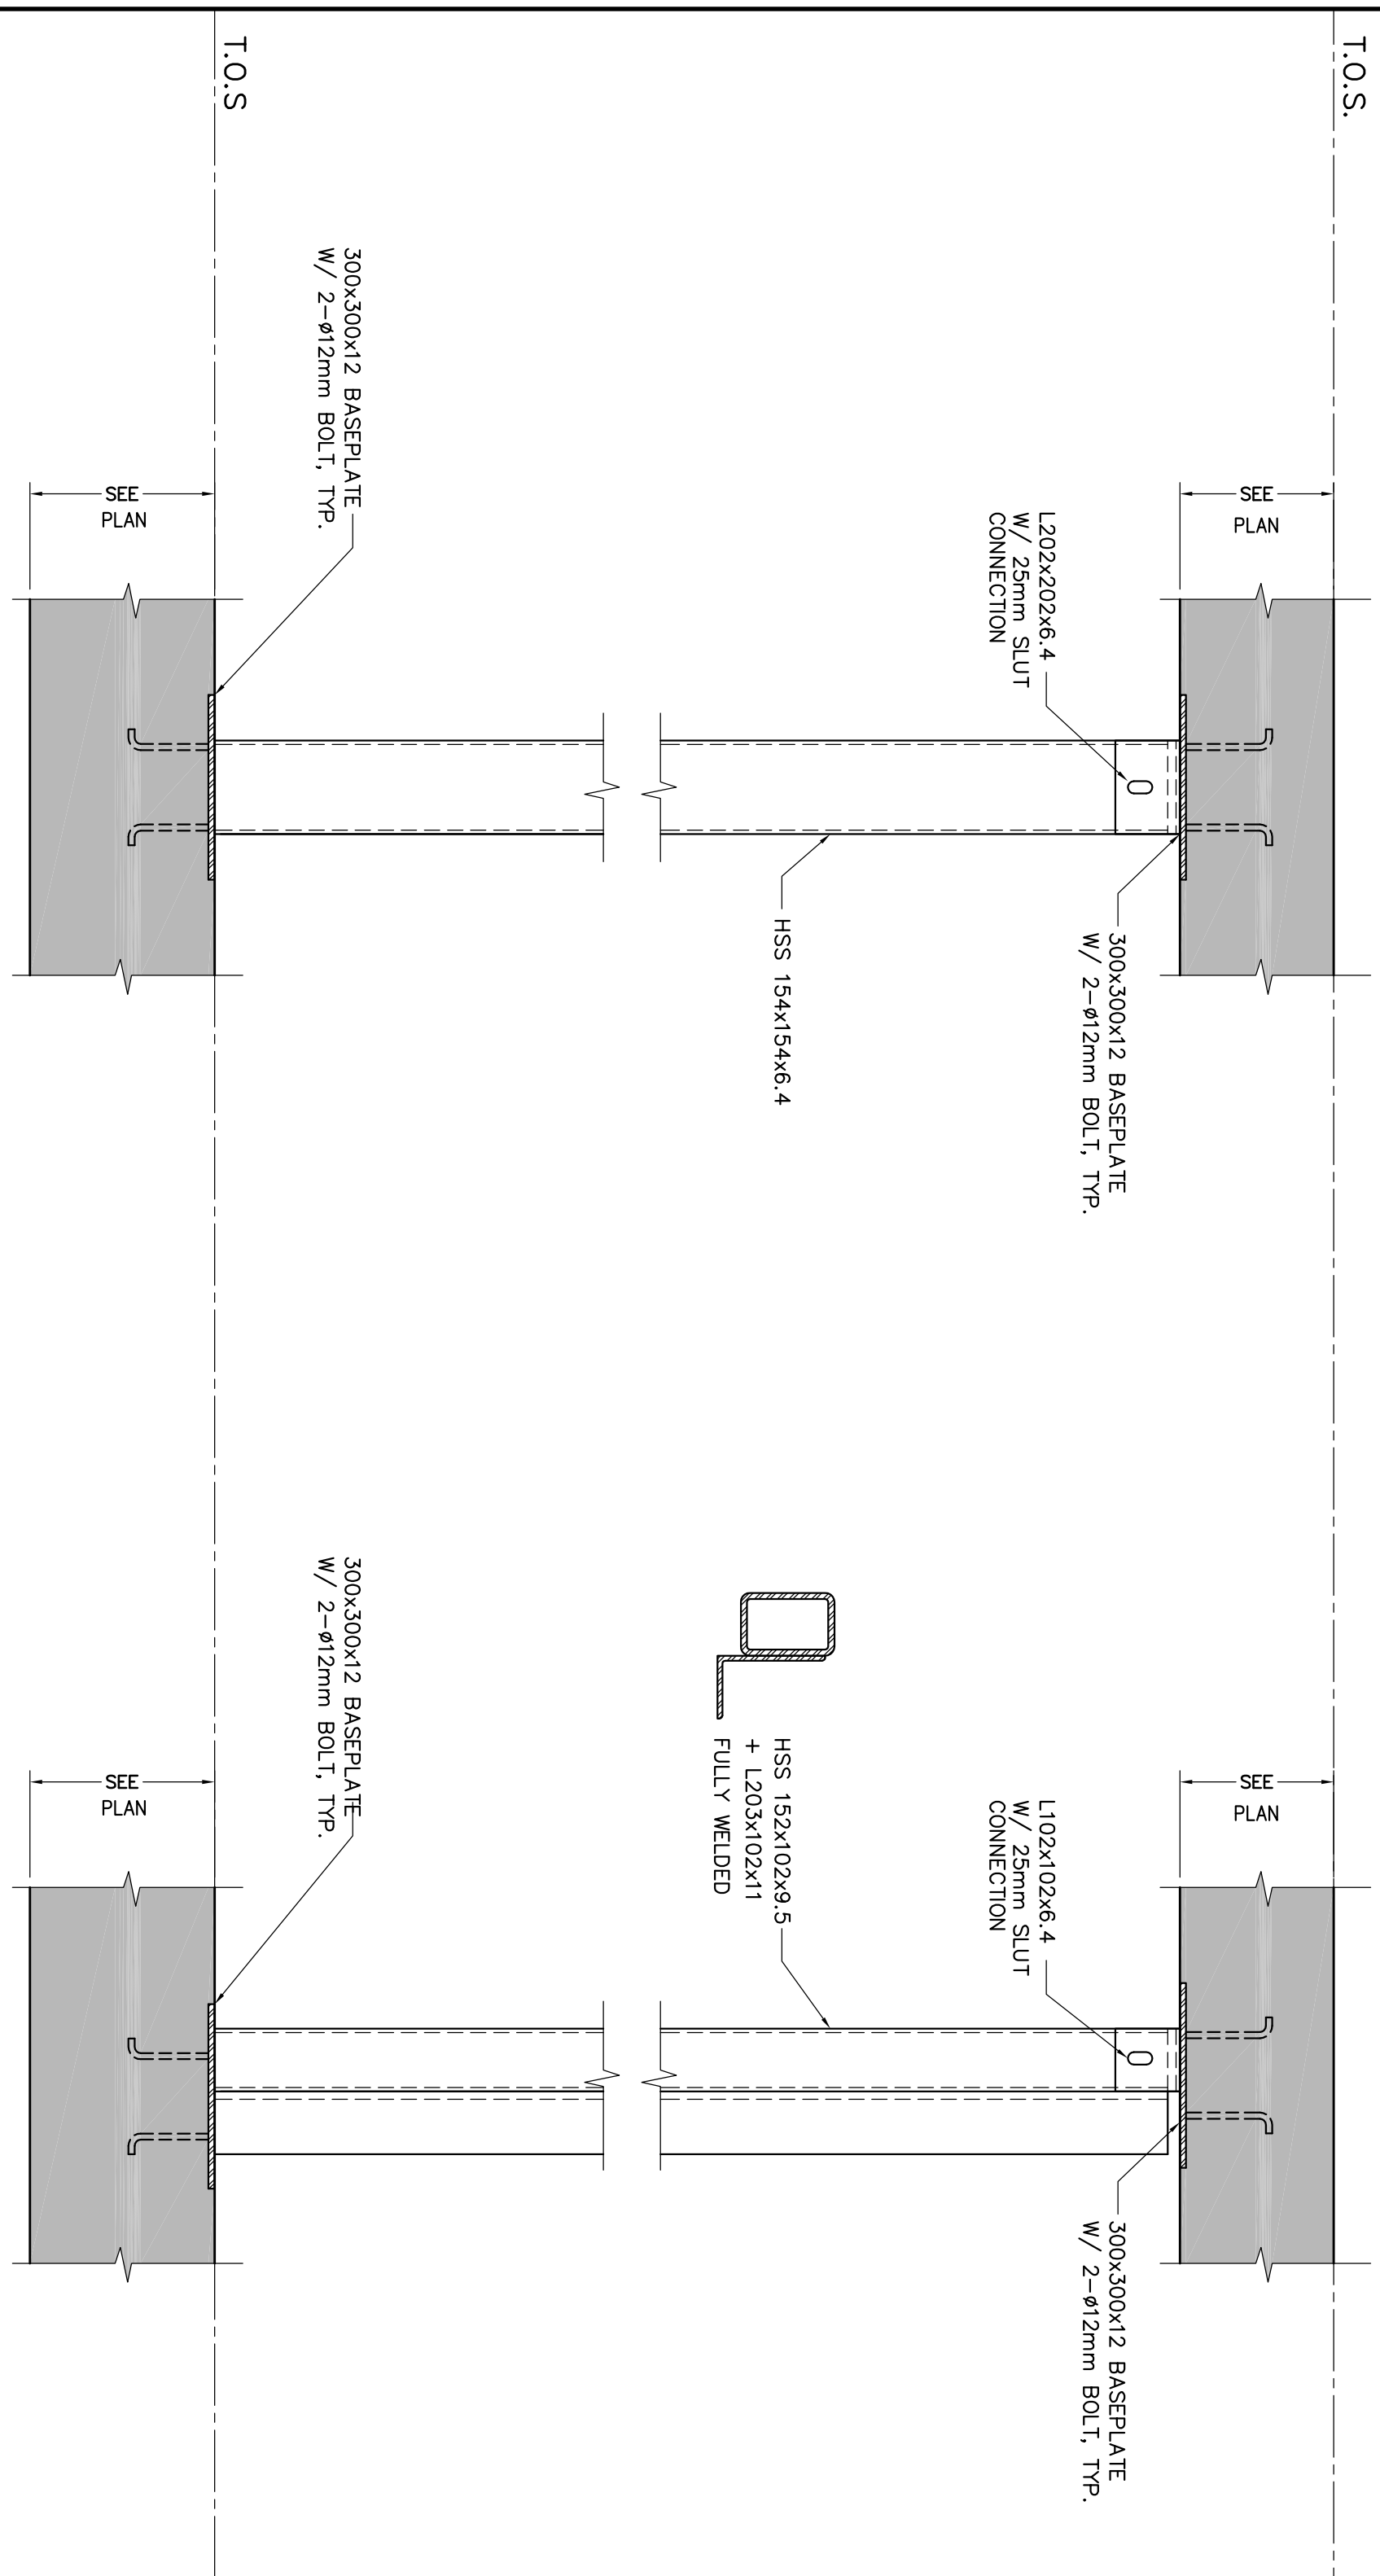 T.O.S.
SEE
PLAN
L202x202x6.4
W/ 25mm SLUT
CONNECTION
300x300x12 BASEPLATE
W/ 2-ø12mm BOLT, TYP.
HSS 154x154x6.4
T.O.S
300x300x12 BASEPLATE
W/ 2-ø12mm BOLT, TYP.
SEE
PLAN
SEE
PLAN
L102x102x6.4
W/ 25mm SLUT
CONNECTION
300x300x12 BASEPLATE
W/ 2-ø12mm BOLT, TYP.
HSS 152x102x9.5
+ L203x102x11
FULLY WELDED
300x300x12 BASEPLATE
W/ 2-ø12mm BOLT, TYP.
SEE
PLAN